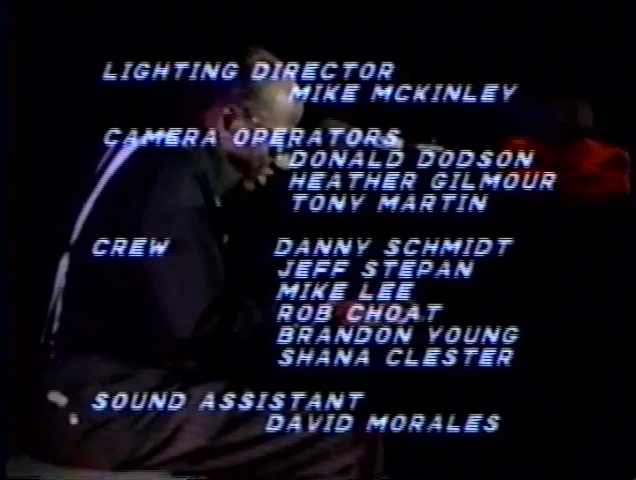 LIGHTING DIRECTOR
MIKE MCKINLEY
CAMERA OPERATORS
DONALD DODSON
HEATHER GILMOUR
TONY MARTIN
CREW DANNY SCHMIDT
JEFF STEPAN
MIKE LEE
ROB CHOAT
BRANDON YOUNG
SHANA CLESTER
SOUND ASSISTANT
DAVID MORALES